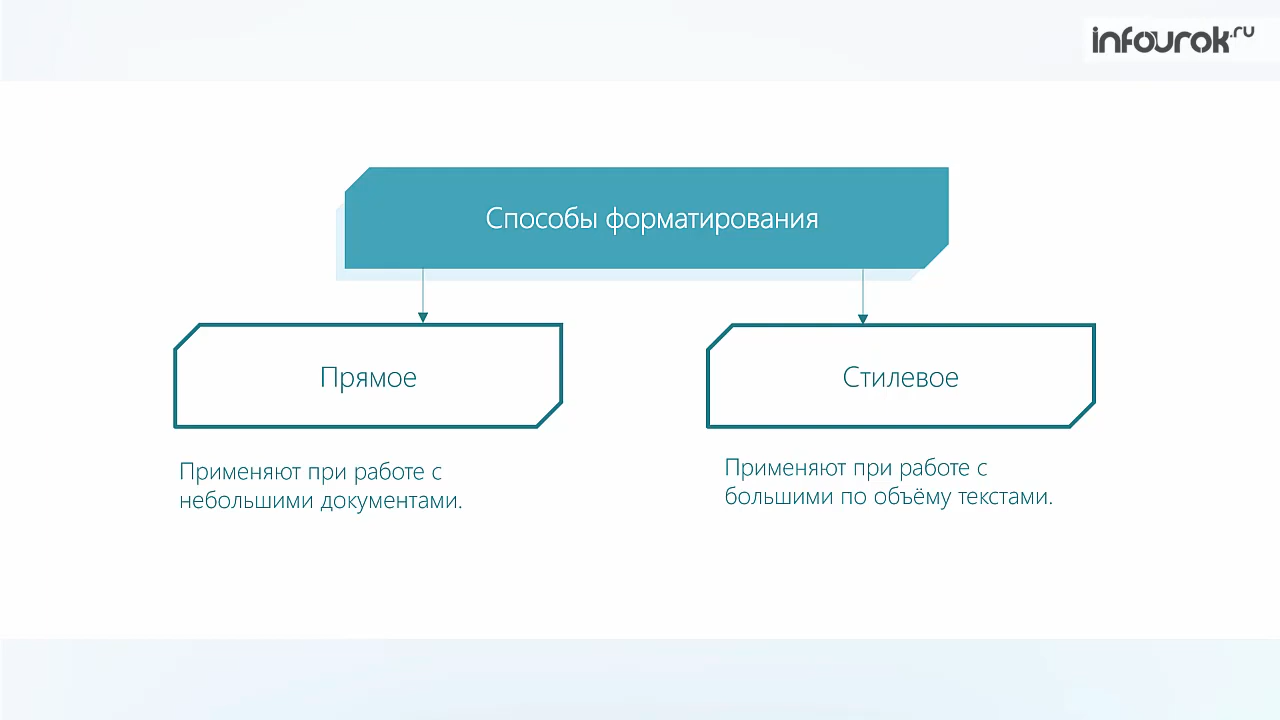 infourok.ru
Способы форматирования
Прямое
Стилевое
Применяют при работе с
небольшими документами.
Применяют при работе с
большими по объёму текстами.